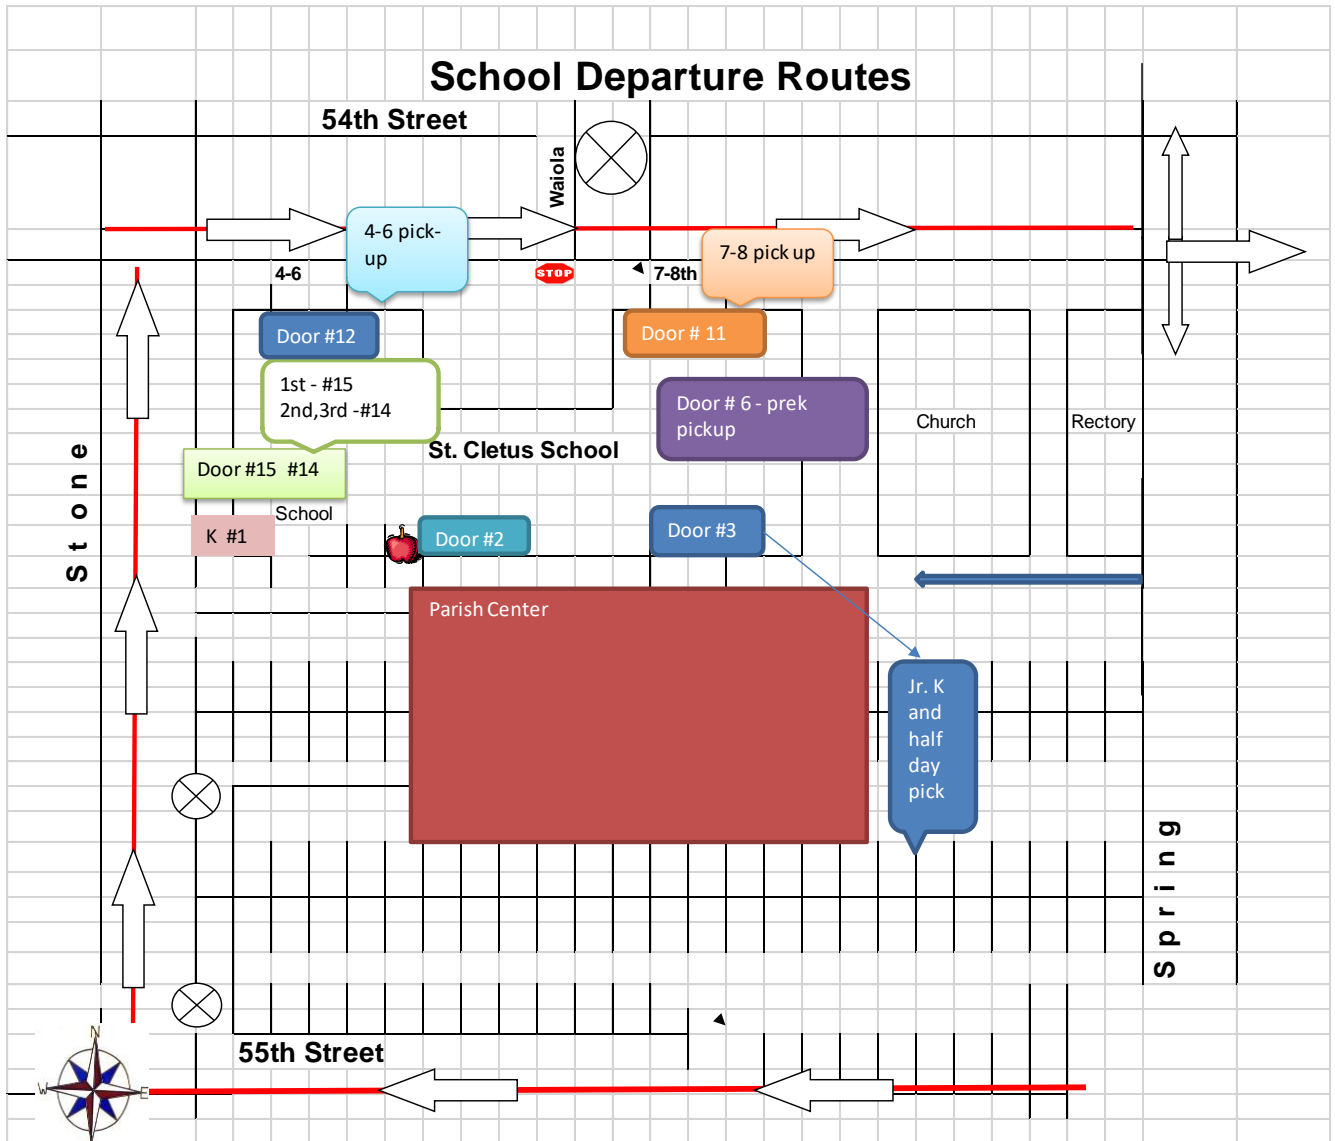 School Departure Routes
54th Street
Waiola
4-6 pick-
up
7-8 pick up
4-6
STOP
7-8th
Door #12
Door # 11
1st - #15
2nd,3rd -#14
Door # 6 - prek
pickup
Church
Rectory
St. Cletus School
Stone
Door #15 #14
School
K #1
Door #2
Door #3
Parish Center
Jr. K
and
half
day
pick
Spring
55th Street
N
W
E